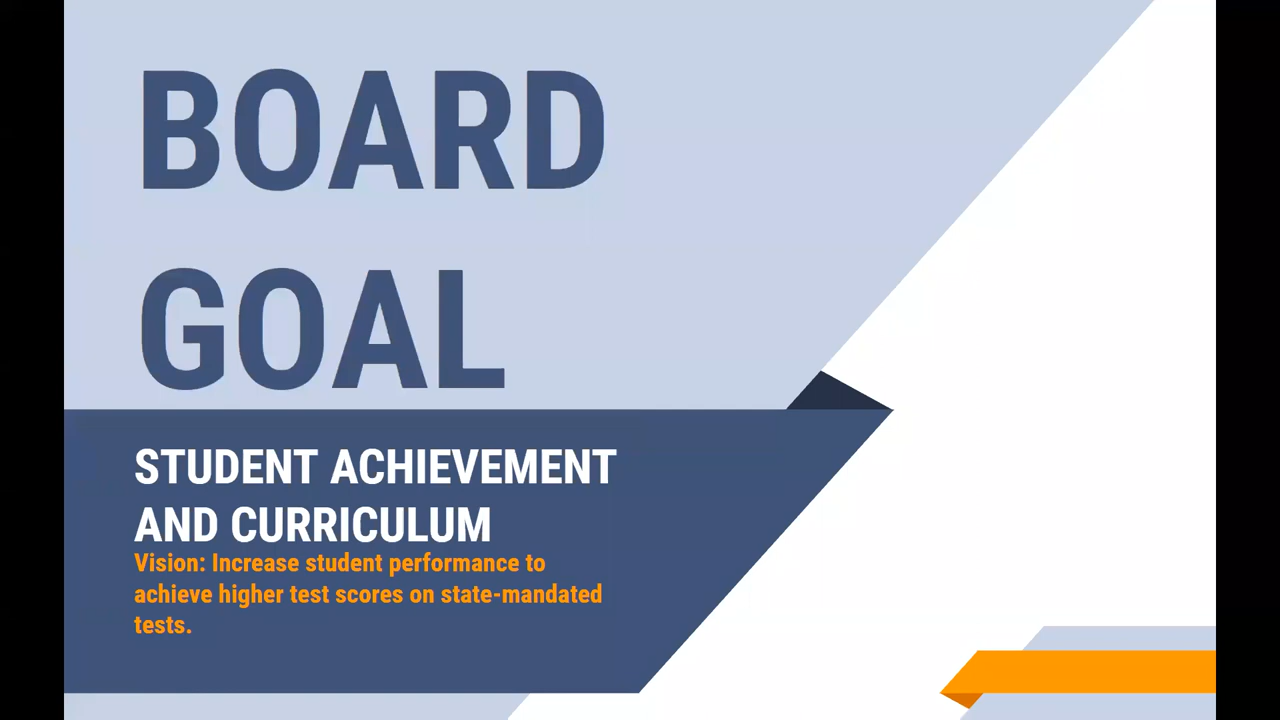 BOARD
GOAL
STUDENT ACHIEVEMENT
AND CURRICULUM
Vision: Increase student performance to
achieve higher test scores on state-mandated
tests.